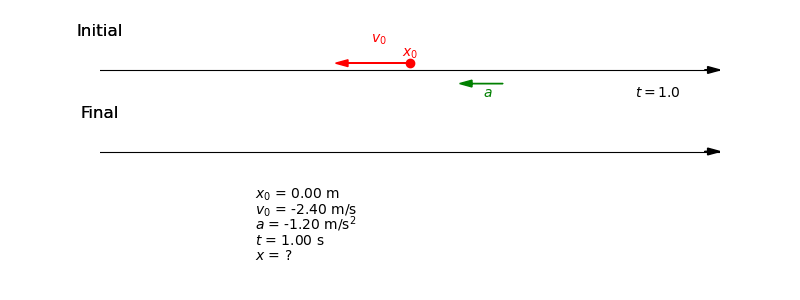 Initial
v₀
x₀
a
t = 1.0
Final
x₀ = 0.00 m
v₀ = -2.40 m/s
a = -1.20 m/s²
t = 1.00 s
x = ?